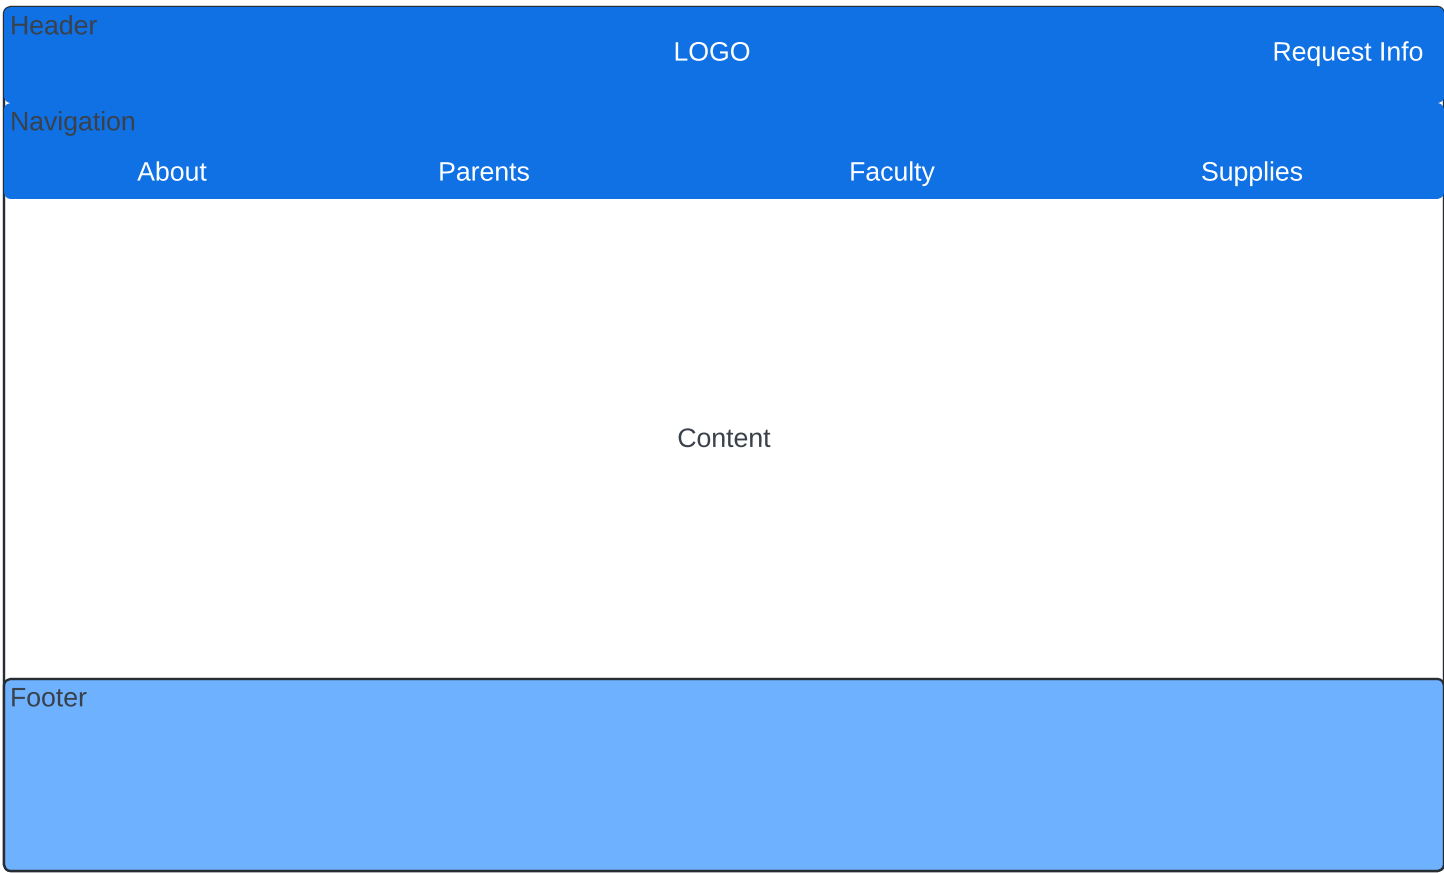 Header
LOGO
Request Info
Navigation
About Parents Faculty Supplies
Content
Footer